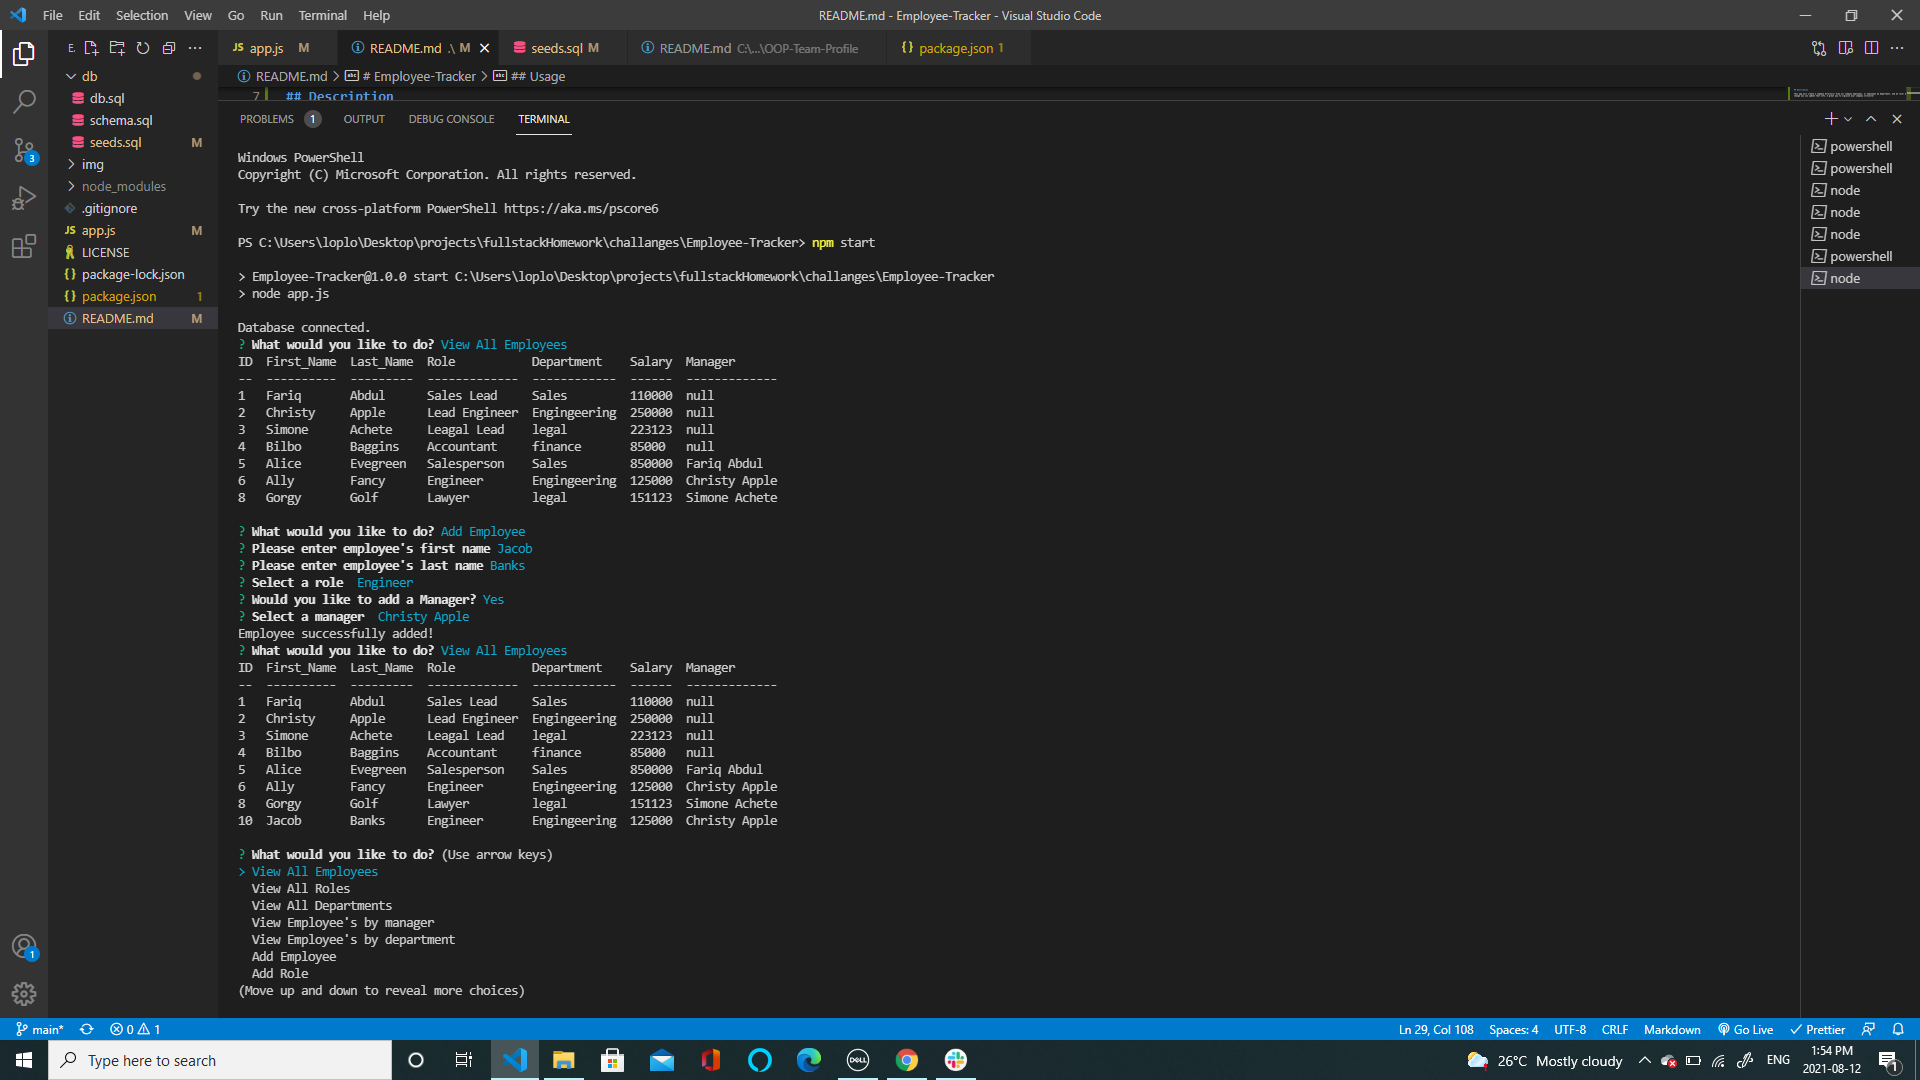 File Edit Selection View Go Run Terminal Help
README.md - Employee-Tracker - Visual Studio Code
E.
JS app.js M
README.md .\ M
seeds.sql M
README.md C:\...\OOP-Team-Profile
{} package.json 1
README.md > # Employee-Tracker > ## Usage
7 ## Description
db
db.sql
schema.sql
seeds.sql M
img
node_modules
.gitignore
JS app.js M
LICENSE
{} package-lock.json
{} package.json 1
README.md M
3
1
PROBLEMS 1 OUTPUT DEBUG CONSOLE TERMINAL
powershell
powershell
node
node
node
powershell
node
Windows PowerShell
Copyright (C) Microsoft Corporation. All rights reserved.
Try the new cross-platform PowerShell https://aka.ms/pscore6
PS C:\Users\loplo\Desktop\projects\fullstackHomework\challanges\Employee-Tracker> npm start
> Employee-Tracker@1.0.0 start C:\Users\loplo\Desktop\projects\fullstackHomework\challanges\Employee-Tracker
> node app.js
Database connected.
? What would you like to do? View All Employees
ID First_Name Last_Name Role Department Salary Manager
-- ---------- --------- ------------- ------------ ------ -------------
1 Fariq Abdul Sales Lead Sales 110000 null
2 Christy Apple Lead Engineer Engingeering 250000 null
3 Simone Achete Leagal Lead legal 223123 null
4 Bilbo Baggins Accountant finance 85000 null
5 Alice Evegreen Salesperson Sales 850000 Fariq Abdul
6 Ally Fancy Engineer Engingeering 125000 Christy Apple
8 Gorgy Golf Lawyer legal 151123 Simone Achete
? What would you like to do? Add Employee
? Please enter employee's first name Jacob
? Please enter employee's last name Banks
? Select a role Engineer
? Would you like to add a Manager? Yes
? Select a manager Christy Apple
Employee successfully added!
? What would you like to do? View All Employees
ID First_Name Last_Name Role Department Salary Manager
-- ---------- --------- ------------- ------------ ------ -------------
1 Fariq Abdul Sales Lead Sales 110000 null
2 Christy Apple Lead Engineer Engingeering 250000 null
3 Simone Achete Leagal Lead legal 223123 null
4 Bilbo Baggins Accountant finance 85000 null
5 Alice Evegreen Salesperson Sales 850000 Fariq Abdul
6 Ally Fancy Engineer Engingeering 125000 Christy Apple
8 Gorgy Golf Lawyer legal 151123 Simone Achete
10 Jacob Banks Engineer Engingeering 125000 Christy Apple
? What would you like to do? (Use arrow keys)
> View All Employees
View All Roles
View All Departments
View Employee's by manager
View Employee's by department
Add Employee
Add Role
(Move up and down to reveal more choices)
main* 0 1
Ln 29, Col 108 Spaces: 4 UTF-8 CRLF Markdown Go Live Prettier
Type here to search
DELL
26°C Mostly cloudy
ENG
1:54 PM
2021-08-12
1